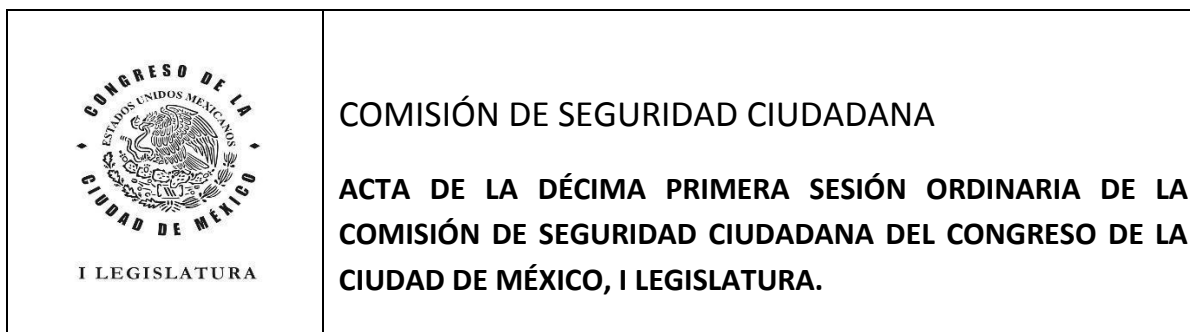 CONGRESO DE LA
ESTADOS UNIDOS MEXICANOS
CIUDAD DE MÉXICO
I LEGISLATURA
COMISIÓN DE SEGURIDAD CIUDADANA
ACTA DE LA DÉCIMA PRIMERA SESIÓN ORDINARIA DE LA
COMISIÓN DE SEGURIDAD CIUDADANA DEL CONGRESO DE LA
CIUDAD DE MÉXICO, I LEGISLATURA.